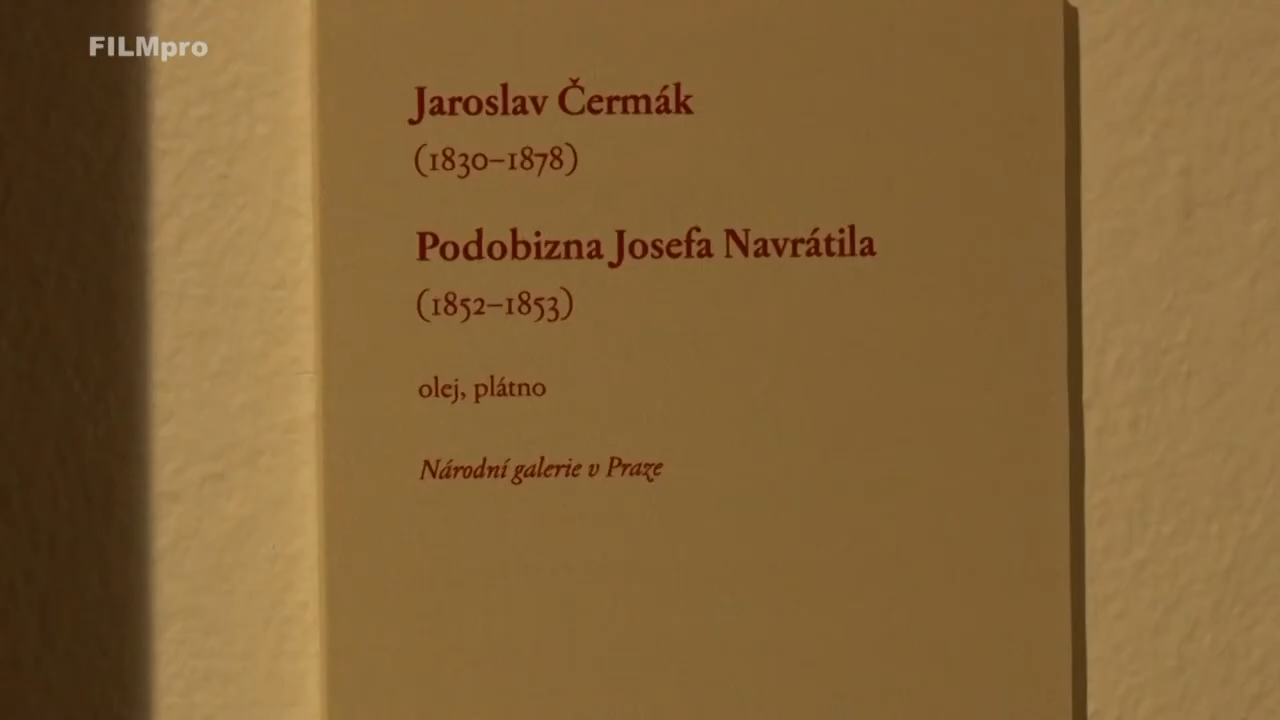 FILMpro
Jaroslav Čermák
(1830–1878)
Podobizna Josefa Navrátila
(1852–1853)
olej, plátno
Národní galerie v Praze